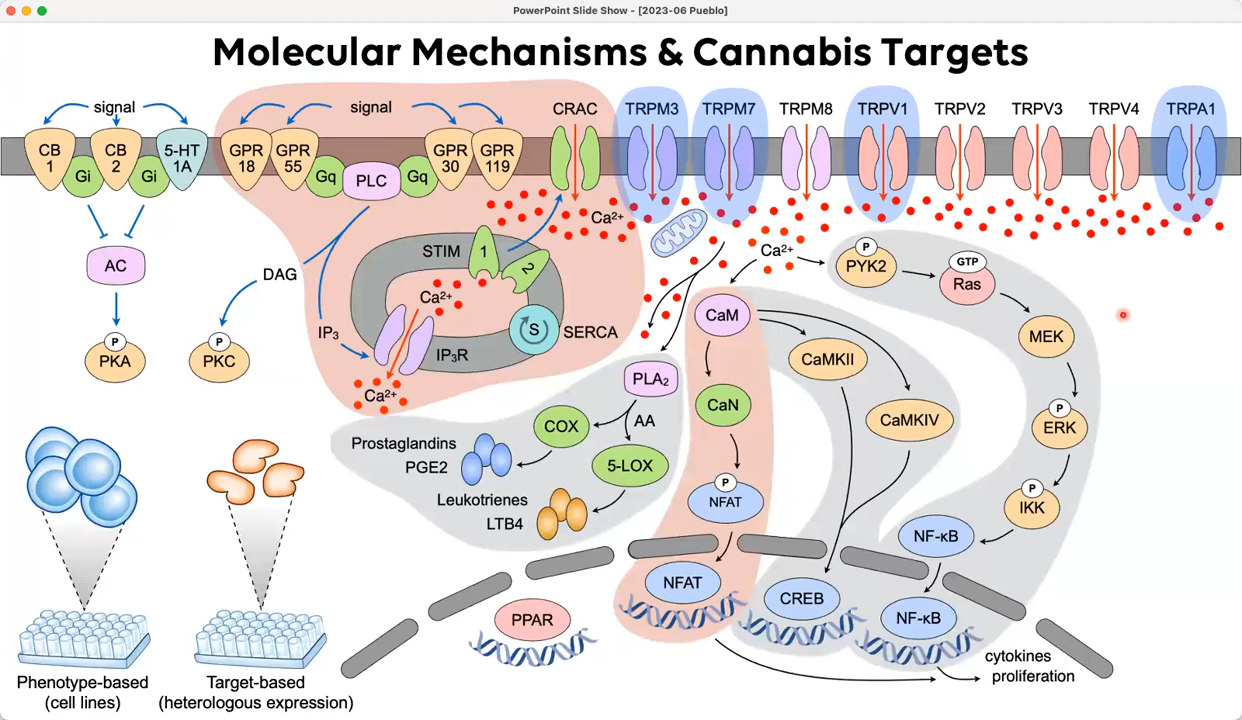 PowerPoint Slide Show - [2023-06 Pueblo]
Molecular Mechanisms & Cannabis Targets
signal
signal
CRAC
TRPM3
TRPM7
TRPM8
TRPV1
TRPV2
TRPV3
TRPV4
TRPA1
CB
1
CB
2
5-HT
1A
GPR
18
GPR
55
GPR
30
GPR
119
Gi
Gi
Gq
PLC
Gq
Ca²⁺
STIM
1
2
Ca²⁺
P
PYK2
GTP
Ras
AC
DAG
Ca²⁺
S
SERCA
CaM
MEK
IP₃
IP₃R
P
PKA
P
PKC
CaMKII
Ca²⁺
PLA₂
CaN
CaMKIV
P
ERK
COX
AA
Prostaglandins
PGE2
5-LOX
Leukotrienes
LTB4
P
NFAT
P
IKK
NF-κB
NFAT
CREB
NF-κB
PPAR
cytokines
proliferation
Phenotype-based
(cell lines)
Target-based
(heterologous expression)